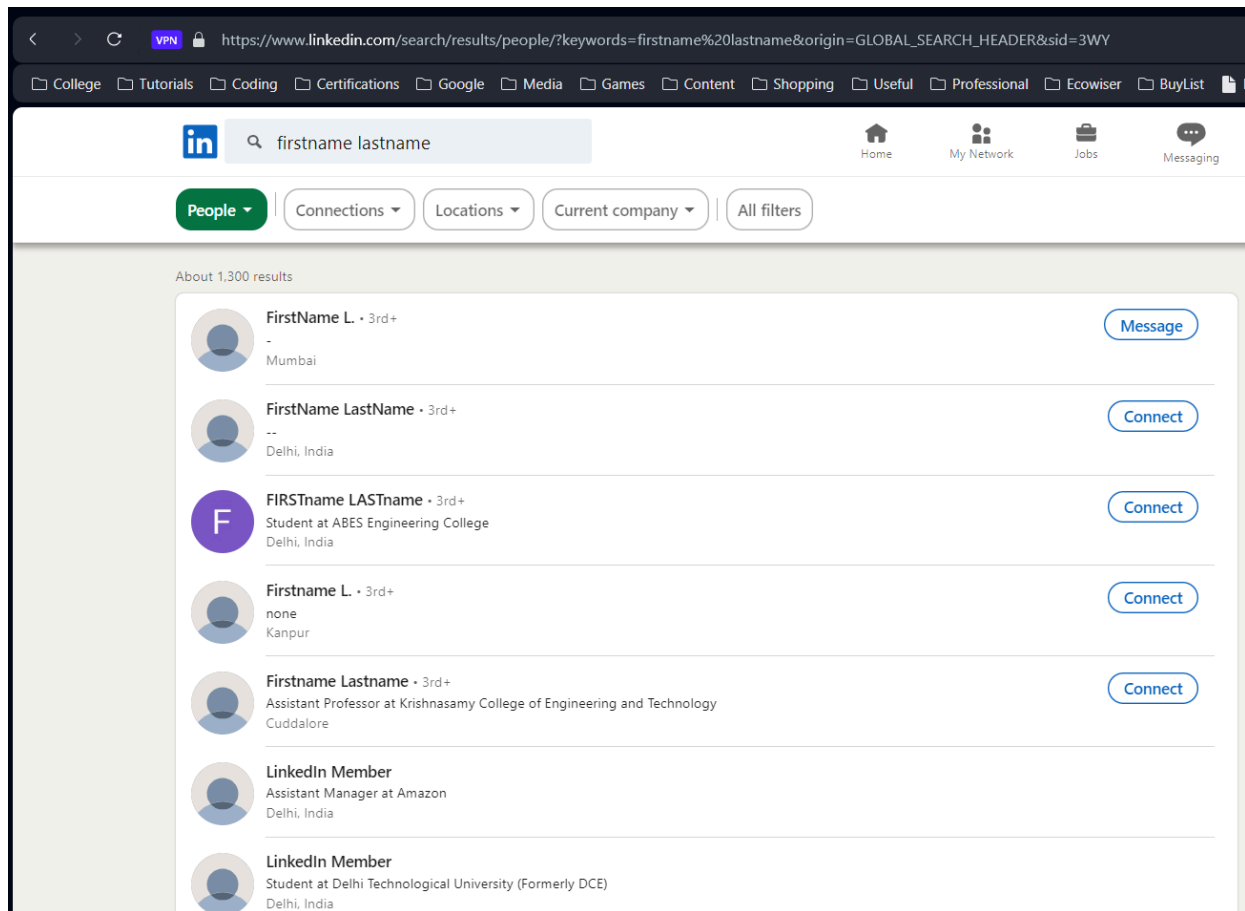 VPN https://www.linkedin.com/search/results/people/?keywords=firstname%20lastname&origin=GLOBAL_SEARCH_HEADER&sid=3WY
College Tutorials Coding Certifications Google Media Games Content Shopping Useful Professional Ecowiser BuyList
in firstname lastname Home My Network Jobs Messaging
People Connections Locations Current company All filters
About 1,300 results
FirstName L. • 3rd+ Message
-
Mumbai
FirstName LastName • 3rd+ Connect
--
Delhi, India
F FIRSTname LASTname • 3rd+ Connect
Student at ABES Engineering College
Delhi, India
Firstname L. • 3rd+ Connect
none
Kanpur
Firstname Lastname • 3rd+ Connect
Assistant Professor at Krishnasamy College of Engineering and Technology
Cuddalore
LinkedIn Member
Assistant Manager at Amazon
Delhi, India
LinkedIn Member
Student at Delhi Technological University (Formerly DCE)
Delhi, India